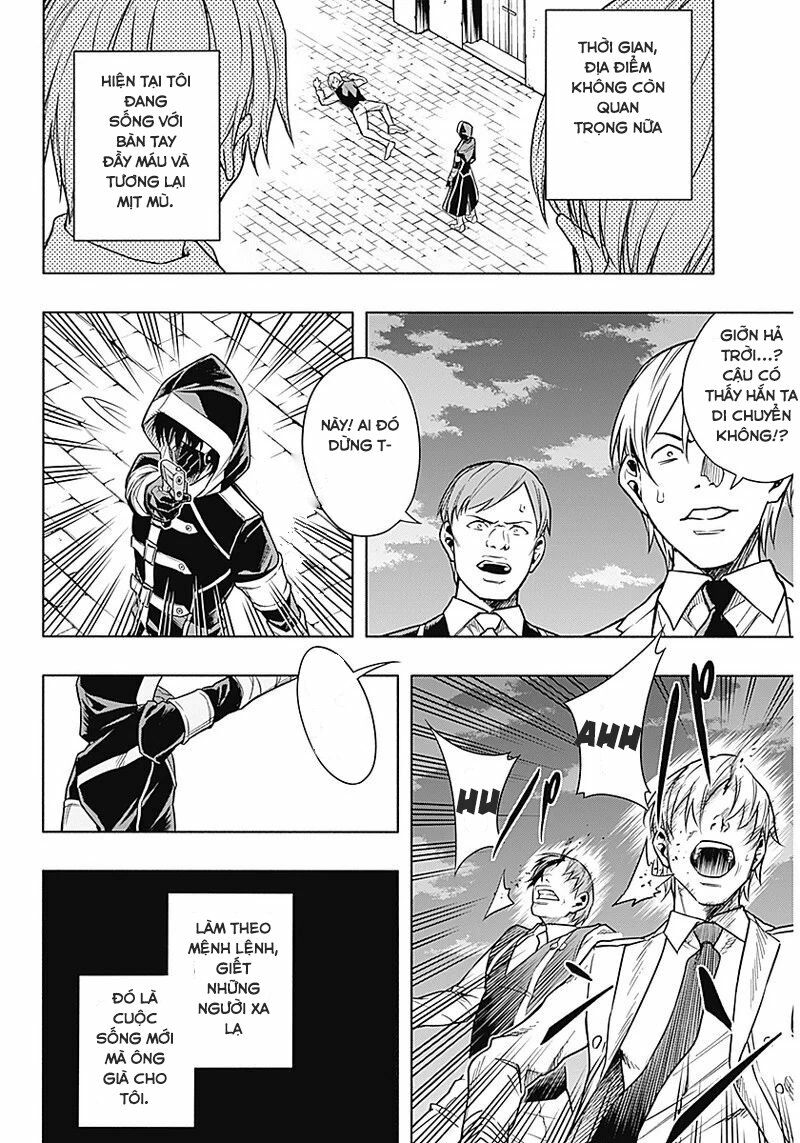 THỜI GIAN,
ĐỊA ĐIỂM
KHÔNG CÒN
QUAN
TRỌNG NỮA
HIỆN TẠI TÔI
ĐANG
SỐNG VỚI
BÀN TAY
ĐẦY MÁU VÀ
TƯƠNG LAI
MỊT MÙ.
GIỠN HẢ
TRỜI...?
CẬU CÓ
THẤY HẮN TA
DI CHUYỂN
KHÔNG!?
NÀY! AI ĐÓ
DỪNG T-
AHH
HH
LÀM THEO
MỆNH LỆNH,
GIẾT
NHỮNG
NGƯỜI XA
LẠ
ĐÓ LÀ
CUỘC
SỐNG MỚI
MÀ ÔNG
GIÀ CHO
TÔI.